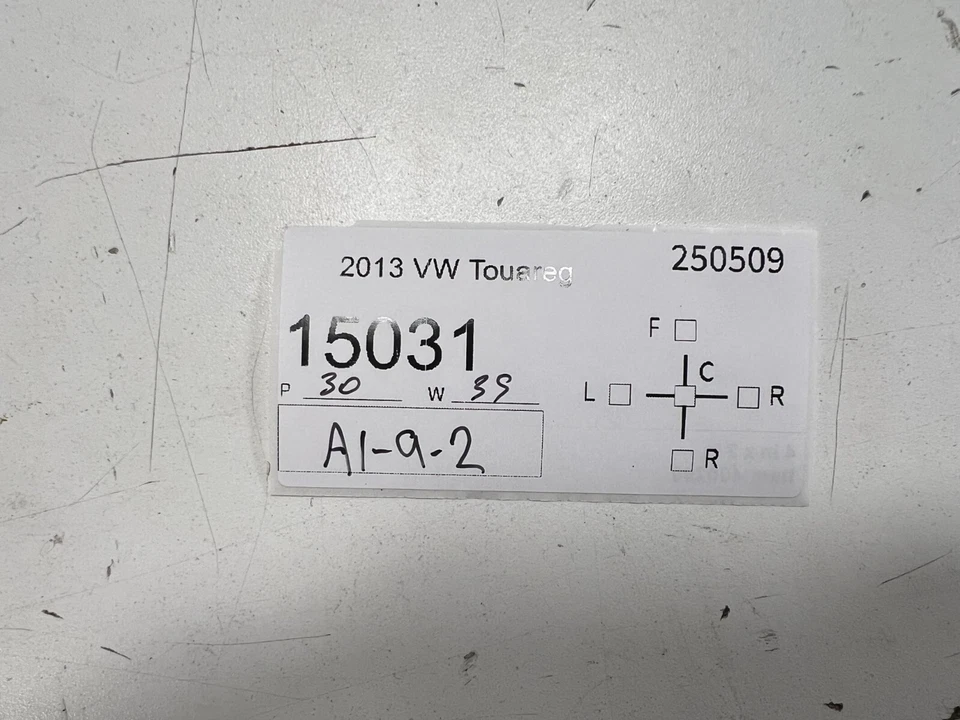 2013 VW Touareg 250509
15031
P 30 W 39
A1-9-2
F
C
L R
R